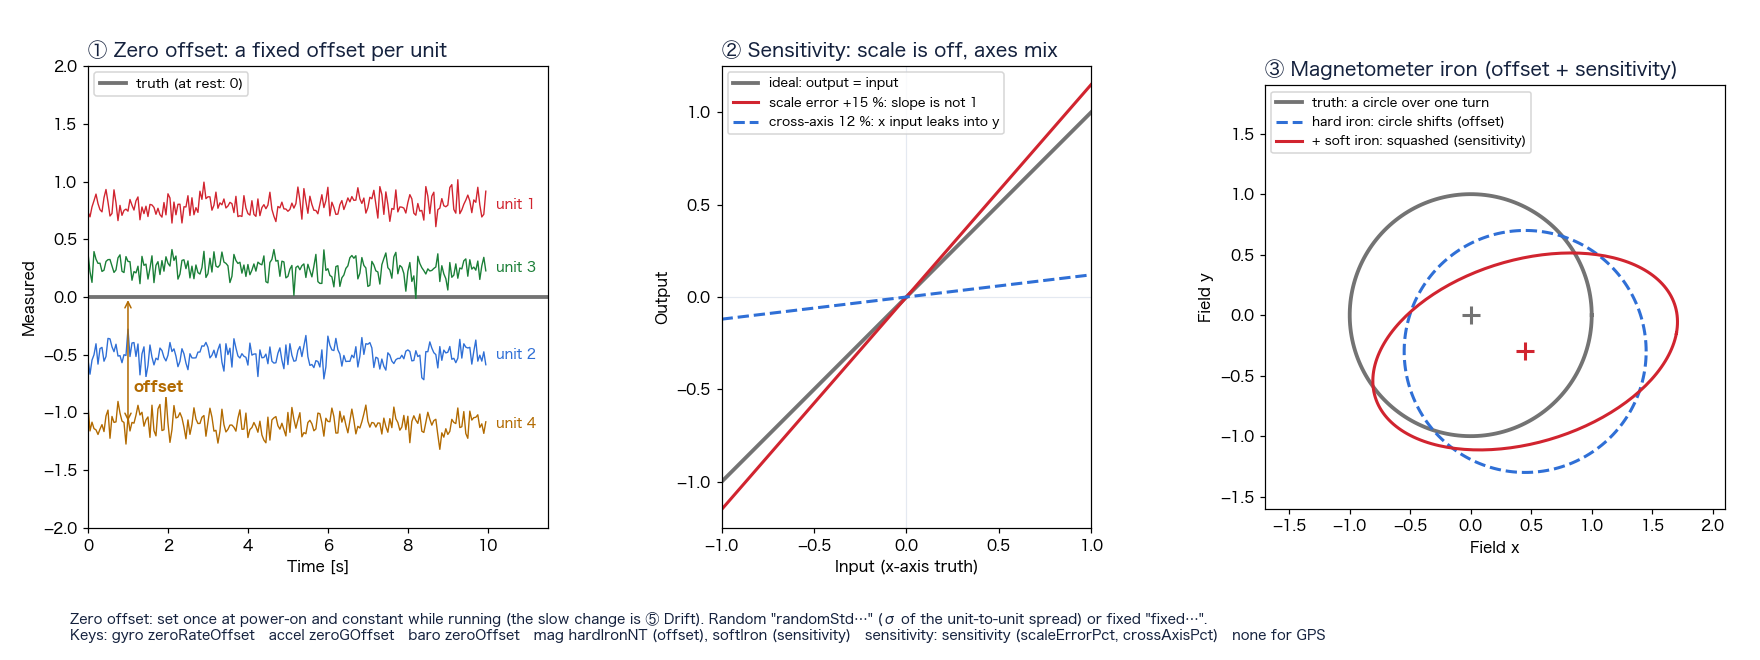 ① Zero offset: a fixed offset per unit
truth (at rest: 0)
2.0
1.5
1.0
0.5
0.0
−0.5
−1.0
−1.5
−2.0
Measured
unit 1
unit 3
unit 2
offset
unit 4
0 2 4 6 8 10
Time [s]
② Sensitivity: scale is off, axes mix
ideal: output = input
scale error +15 %: slope is not 1
cross-axis 12 %: x input leaks into y
1.0
0.5
0.0
−0.5
−1.0
Output
−1.0 −0.5 0.0 0.5 1.0
Input (x-axis truth)
③ Magnetometer iron (offset + sensitivity)
truth: a circle over one turn
hard iron: circle shifts (offset)
+ soft iron: squashed (sensitivity)
1.5
1.0
0.5
0.0
−0.5
−1.0
−1.5
Field y
−1.5 −1.0 −0.5 0.0 0.5 1.0 1.5 2.0
Field x
Zero offset: set once at power-on and constant while running (the slow change is ⑤ Drift). Random "randomStd⋯" (σ of the unit-to-unit spread) or fixed "fixed⋯".
Keys: gyro zeroRateOffset accel zeroGOffset baro zeroOffset mag hardIronNT (offset), softIron (sensitivity) sensitivity: sensitivity (scaleErrorPct, crossAxisPct) none for GPS